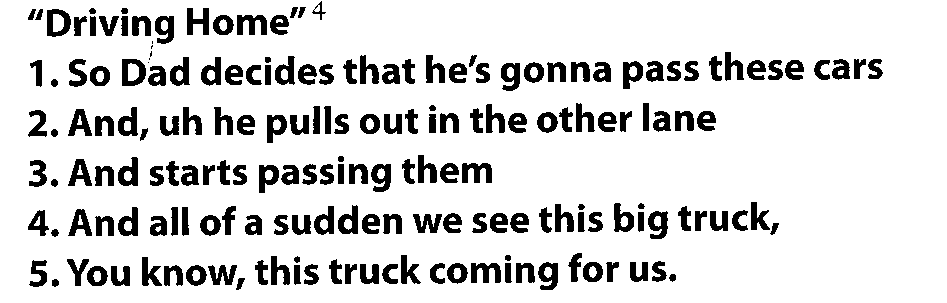 “Driving Home” 4
1. So Dad decides that he’s gonna pass these cars
2. And, uh he pulls out in the other lane
3. And starts passing them
4. And all of a sudden we see this big truck,
5. You know, this truck coming for us.